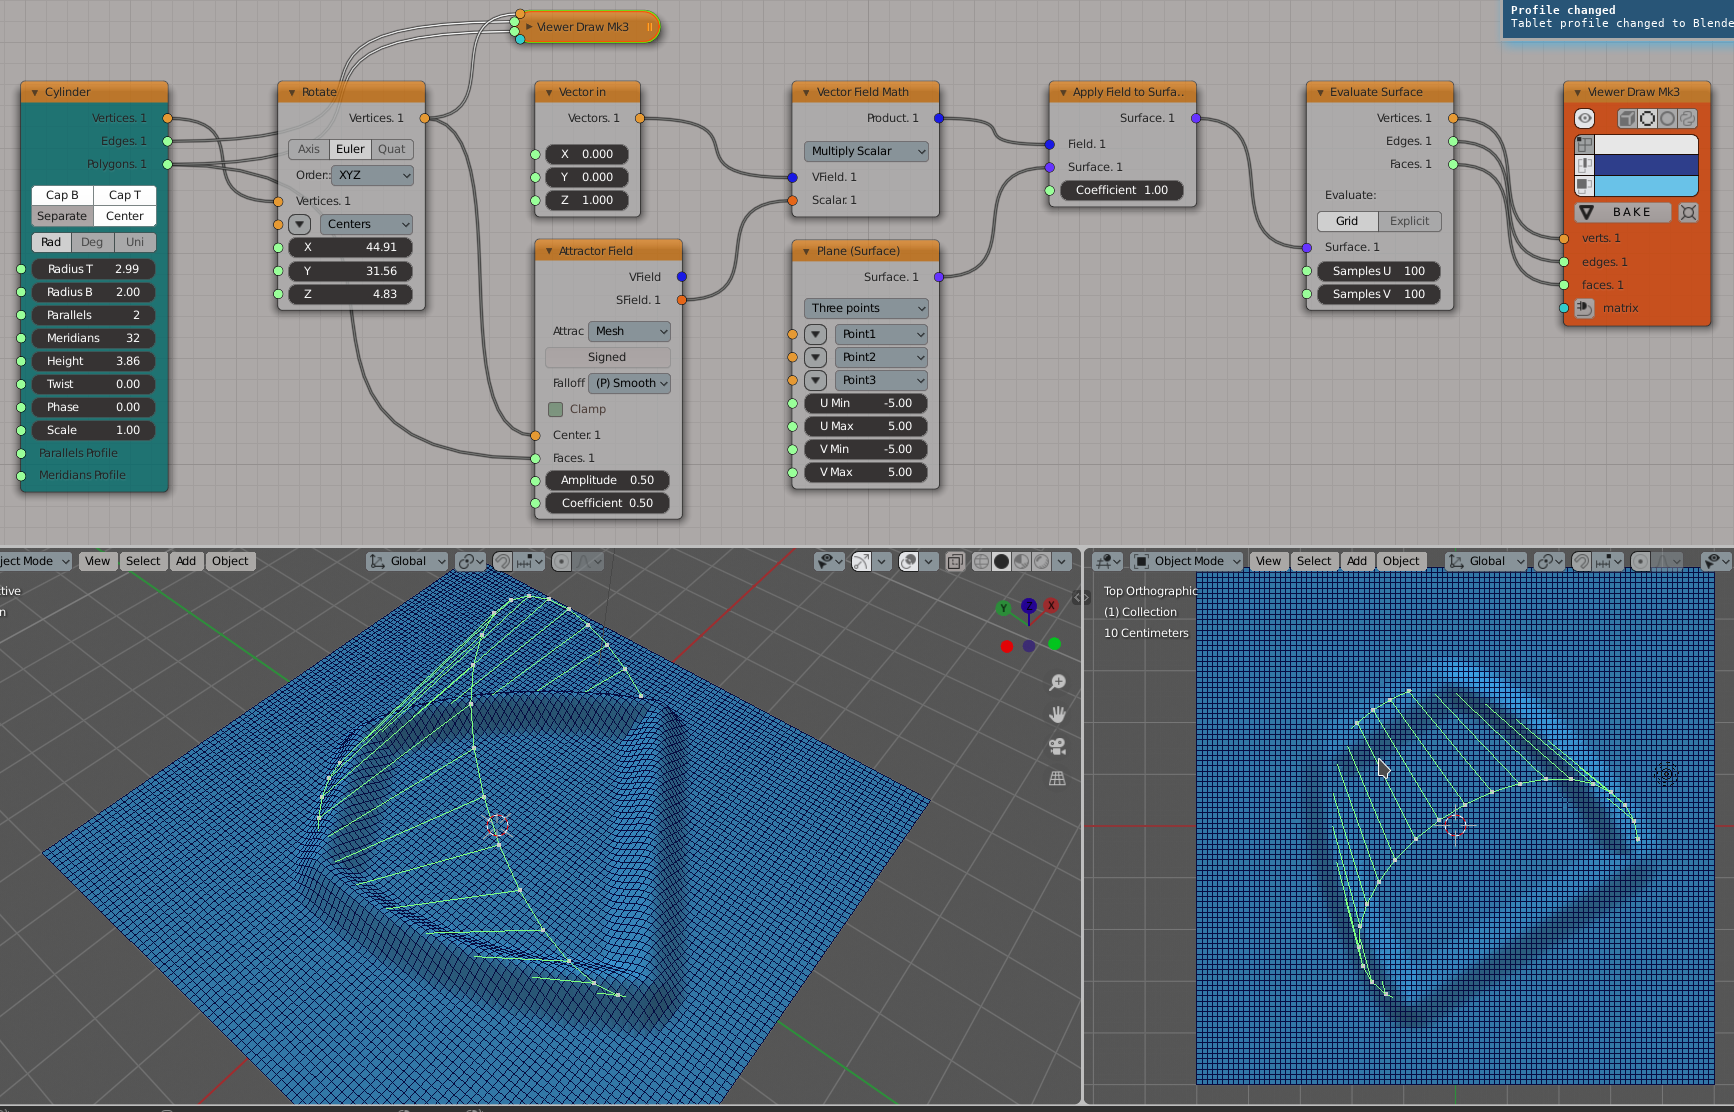 Profile changed
Tablet profile changed to Blende
Viewer Draw Mk3
Cylinder
Vertices. 1
Edges. 1
Polygons. 1
Cap B Cap T
Separate Center
Rad Deg Uni
Radius T 2.99
Radius B 2.00
Parallels 2
Meridians 32
Height 3.86
Twist 0.00
Phase 0.00
Scale 1.00
Parallels Profile
Meridians Profile
Rotate
Vertices. 1
Axis Euler Quat
Order: XYZ
Vertices. 1
Centers
X 44.91
Y 31.56
Z 4.83
Vector in
Vectors. 1
X 0.000
Y 0.000
Z 1.000
Attractor Field
VField
SField. 1
Attrac Mesh
Signed
Falloff (P) Smooth
Clamp
Center. 1
Faces. 1
Amplitude 0.50
Coefficient 0.50
Vector Field Math
Product. 1
Multiply Scalar
VField. 1
Scalar. 1
Plane (Surface)
Surface. 1
Three points
Point1
Point2
Point3
U Min -5.00
U Max 5.00
V Min -5.00
V Max 5.00
Apply Field to Surfa..
Surface. 1
Field. 1
Surface. 1
Coefficient 1.00
Evaluate Surface
Vertices. 1
Edges. 1
Faces. 1
Evaluate:
Grid Explicit
Surface. 1
Samples U 100
Samples V 100
Viewer Draw Mk3
BAKE
verts. 1
edges. 1
faces. 1
matrix
ject Mode View Select Add Object Global
tive
n
Y Z X
Object Mode View Select Add Object Global
Top Orthographic
(1) Collection
10 Centimeters